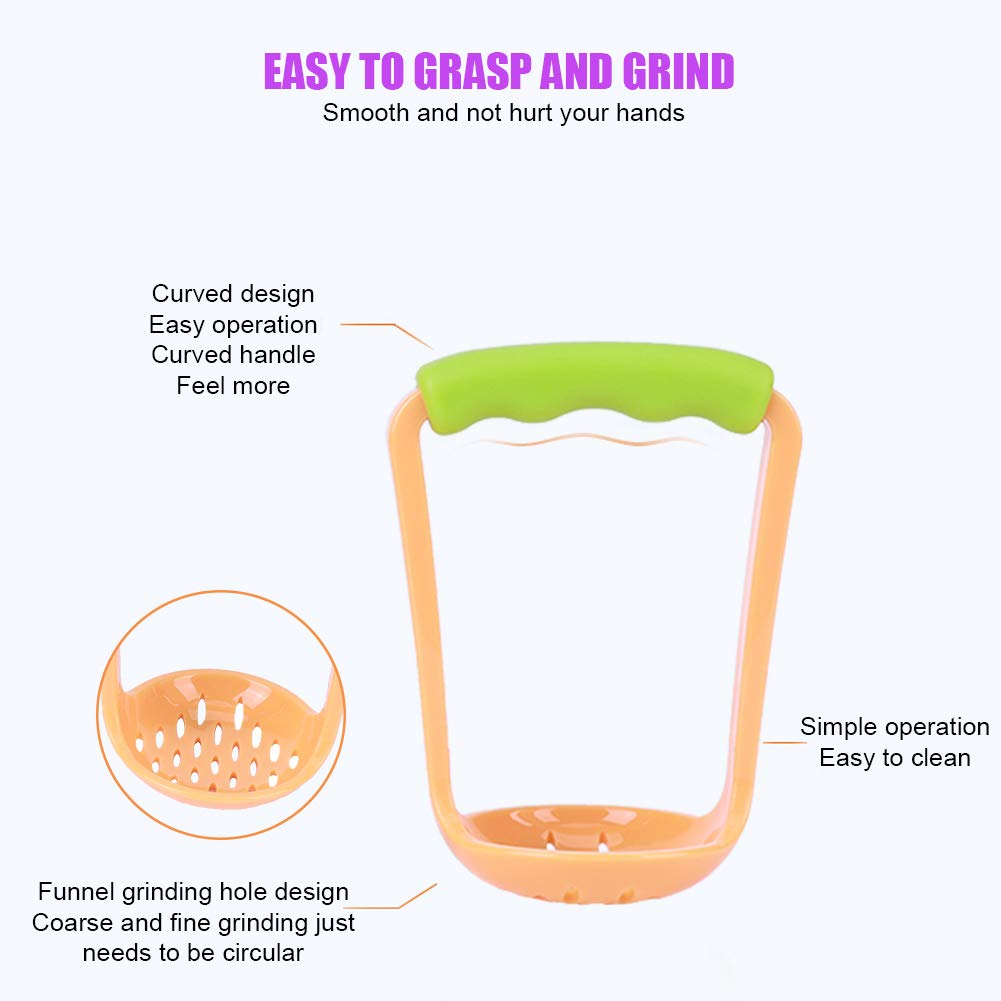 EASY TO GRASP AND GRIND
Smooth and not hurt your hands
Curved design
Easy operation
Curved handle
Feel more
Simple operation
Easy to clean
Funnel grinding hole design
Coarse and fine grinding just
needs to be circular